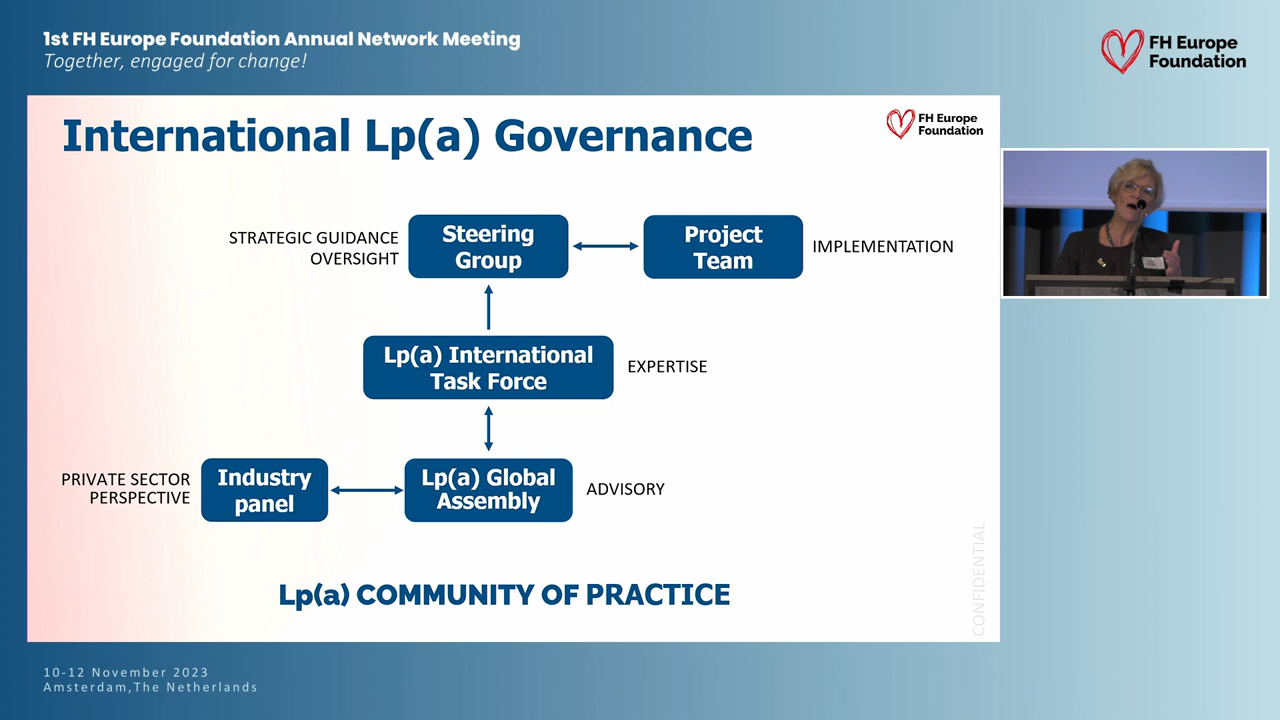 1st FH Europe Foundation Annual Network Meeting
Together, engaged for change!
FH Europe
Foundation
International Lp(a) Governance
FH Europe
Foundation
STRATEGIC GUIDANCE
OVERSIGHT
Steering
Group
Project
Team
IMPLEMENTATION
Lp(a) International
Task Force
EXPERTISE
PRIVATE SECTOR
PERSPECTIVE
Industry
panel
Lp(a) Global
Assembly
ADVISORY
Lp(a) COMMUNITY OF PRACTICE
CONFIDENTIAL
10-12 November 2023
Amsterdam,The Netherlands